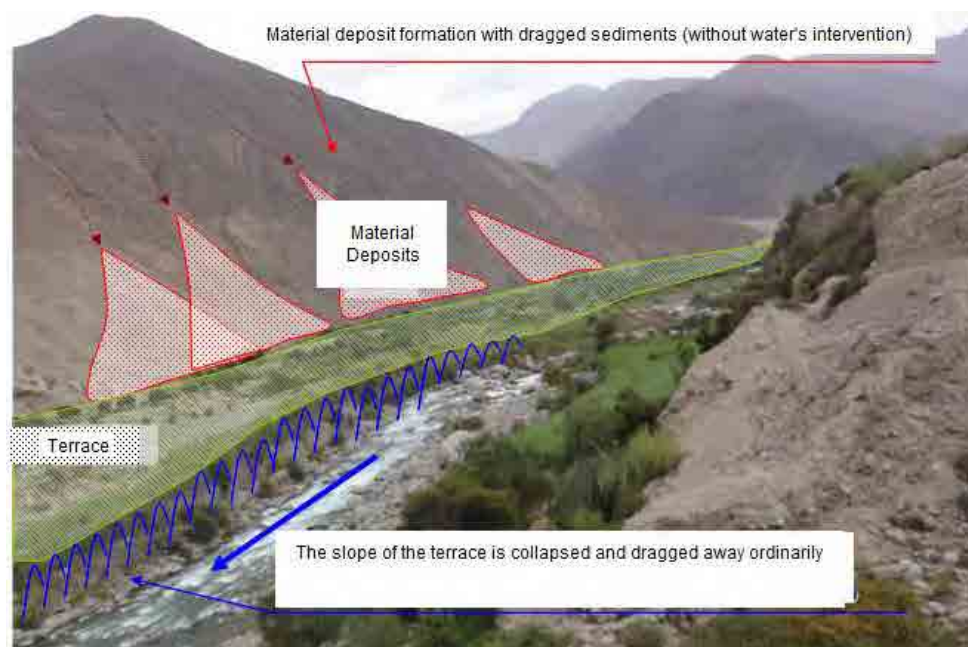 Material deposit formation with dragged sediments (without water's intervention)
Material
Deposits
Terrace
The slope of the terrace is collapsed and dragged away ordinarily